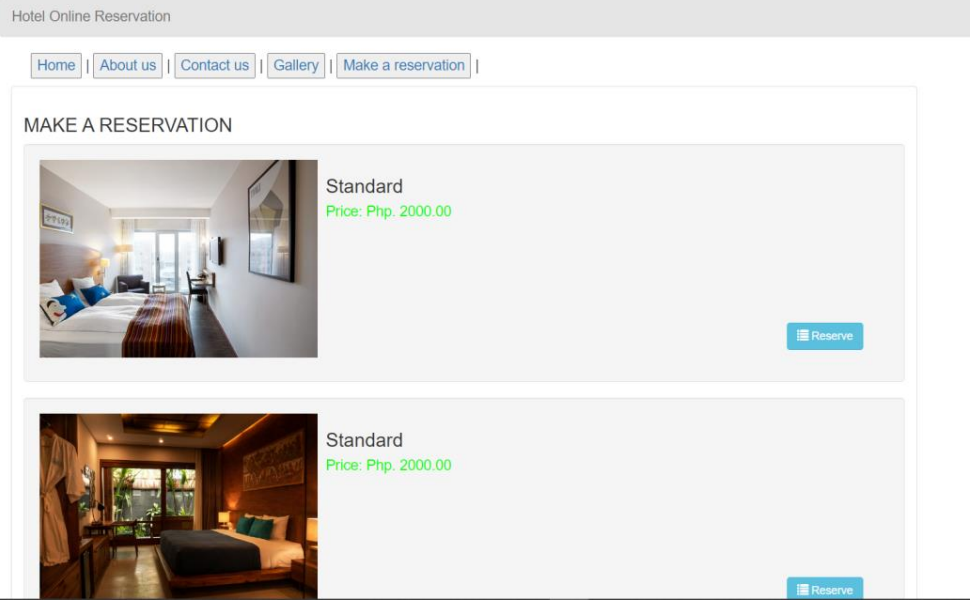 Hotel Online Reservation
Home | About us | Contact us | Gallery | Make a reservation |
MAKE A RESERVATION
Standard
Price: Php. 2000.00
Reserve
Standard
Price: Php. 2000.00
Reserve